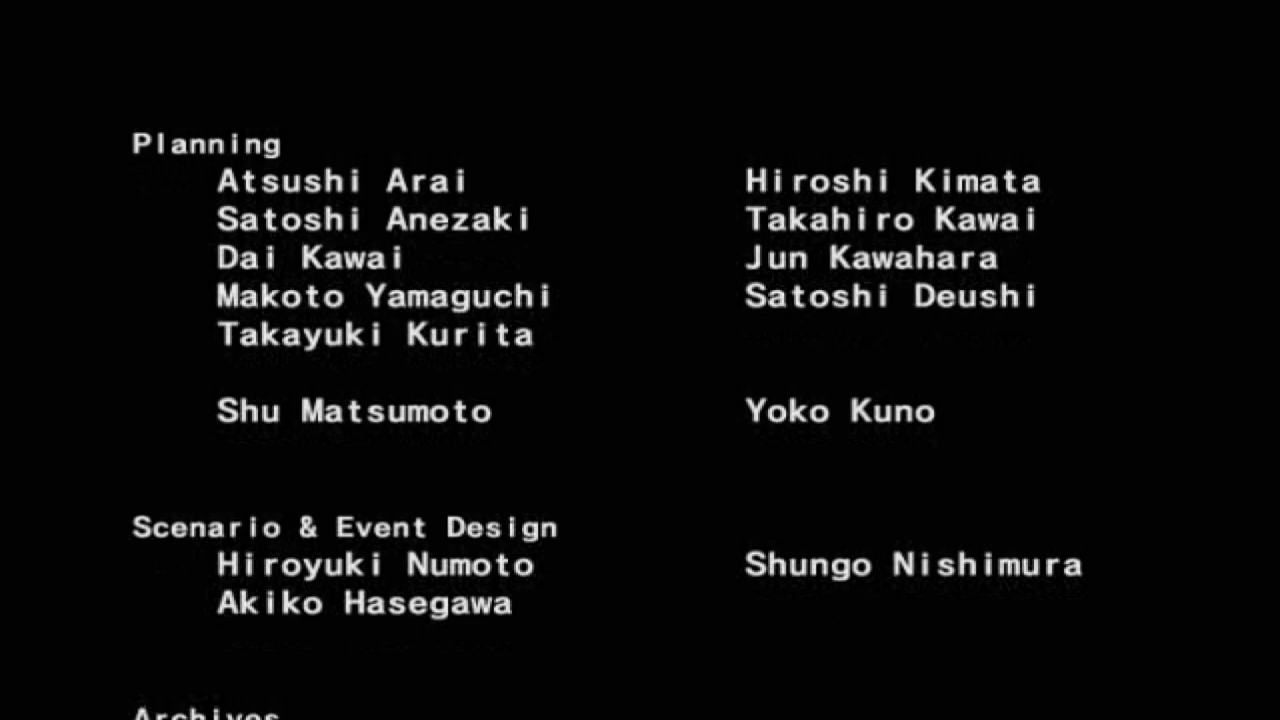 Planning
Atsushi Arai Hiroshi Kimata
Satoshi Anezaki Takahiro Kawai
Dai Kawai Jun Kawahara
Makoto Yamaguchi Satoshi Deushi
Takayuki Kurita
Shu Matsumoto Yoko Kuno
Scenario & Event Design
Hiroyuki Numoto Shungo Nishimura
Akiko Hasegawa
Archives